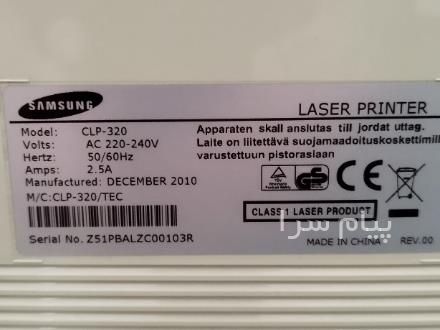 SAMSUNG
LASER PRINTER
Model: CLP-320
Volts: AC 220-240V
Hertz: 50/60Hz
Amps: 2.5A
Manufactured: DECEMBER 2010
M/C:CLP-320/TEC
Apparaten skall anslutas till jordat uttag.
Laite on liitettävä suojamaadoituskoskettimilla
varustettuun pistorasiaan
CLASS 1 LASER PRODUCT
Serial No. Z51PBALZC00103R
MADE IN CHINA REV.00
پیام سرا